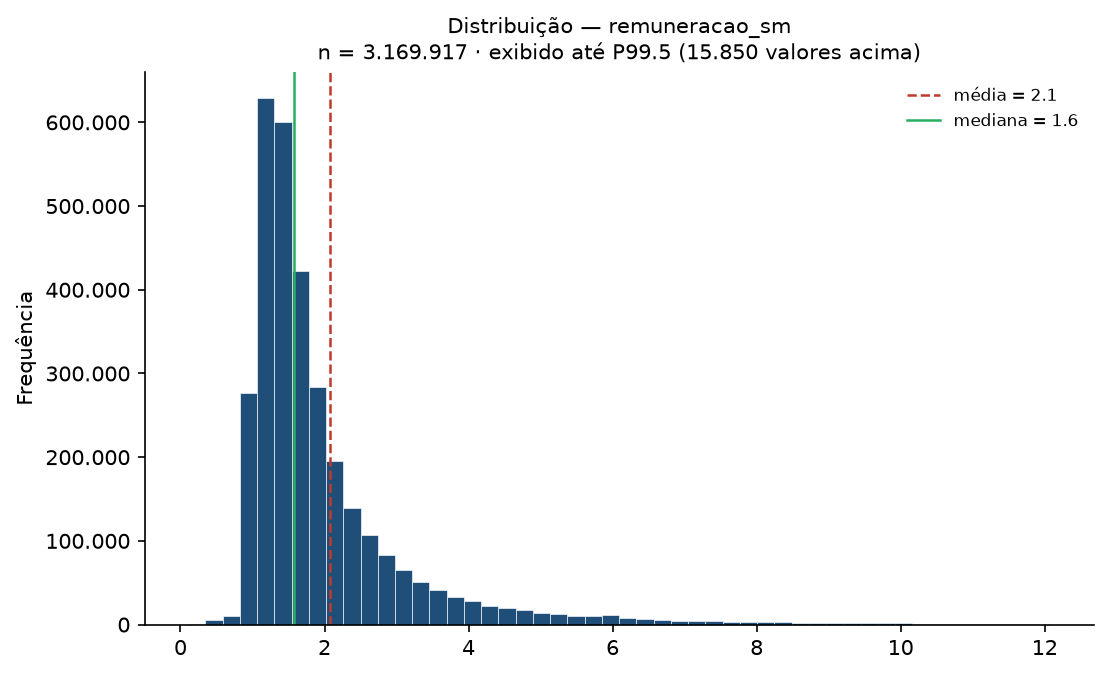 Distribuição — remuneracao_sm
n = 3.169.917 · exibido até P99.5 (15.850 valores acima)
média = 2.1
mediana = 1.6
Frequência
600.000
500.000
400.000
300.000
200.000
100.000
0
0 2 4 6 8 10 12